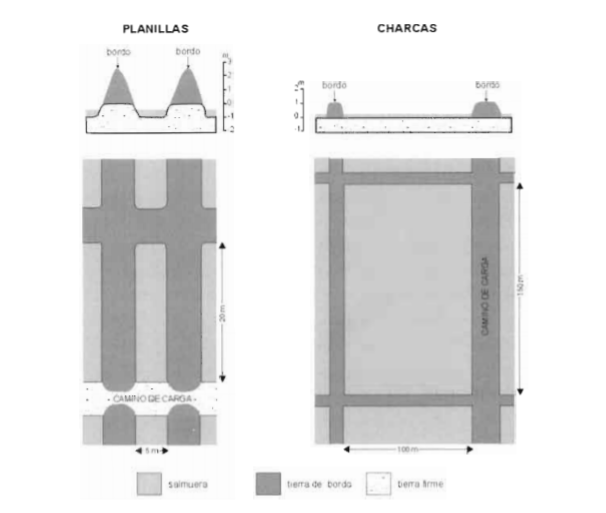 PLANILLAS
CHARCAS
bordo
bordo
m
3
2
1
0
-1
-2
bordo
bordo
m
2
1
0
-1
20 m
CAMINO DE CARGA
5 m
CAMINO DE CARGA
150 m
100 m
salmuera
tierra de bordo
tierra firme